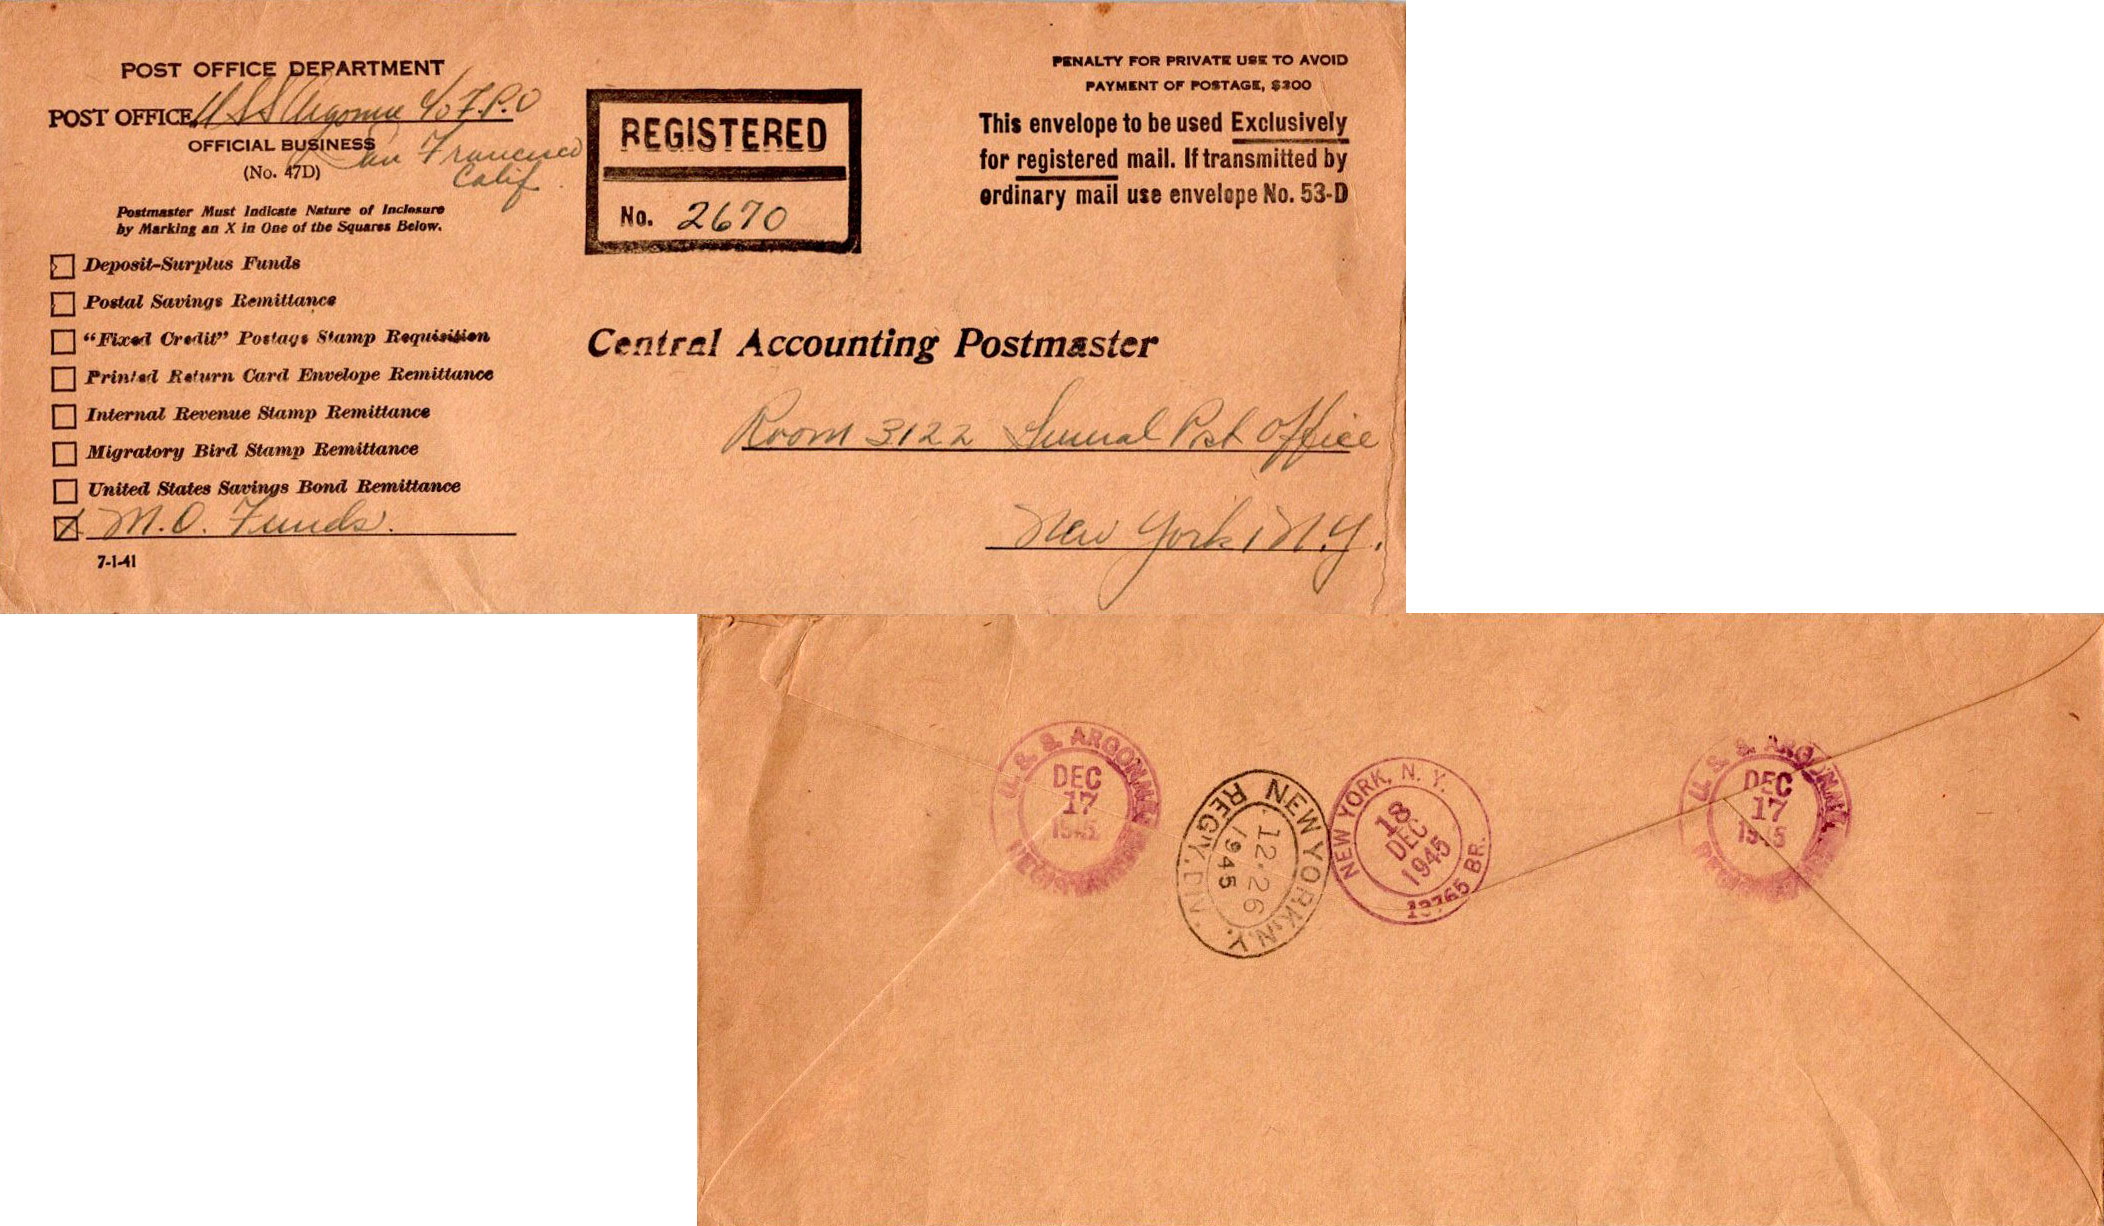 POST OFFICE DEPARTMENT
POST OFFICE U S S Argonne c/o F.P.O
OFFICIAL BUSINESS San Francisco
(No. 47D) Calif.
Postmaster Must Indicate Nature of Inclosure
by Marking an X in One of the Squares Below.
Deposit-Surplus Funds
Postal Savings Remittance
"Fixed Credit" Postage Stamp Requisition
Printed Return Card Envelope Remittance
Internal Revenue Stamp Remittance
Migratory Bird Stamp Remittance
United States Savings Bond Remittance
X M.O. Funds.
7-1-41
REGISTERED
No. 2670
PENALTY FOR PRIVATE USE TO AVOID
PAYMENT OF POSTAGE, $300
This envelope to be used Exclusively
for registered mail. If transmitted by
ordinary mail use envelope No. 53-D
Central Accounting Postmaster
Room 3122 General Post Office
New York, N.Y.
U. S. S. ARGONNE
DEC
17
1945
REGISTERED
NEW YORK, N.Y.
REG'Y. DIV.
12.26
1945
NEW YORK, N. Y.
18
DEC
1945
13765 BR.
U. S. S. ARGONNE
DEC
17
1945